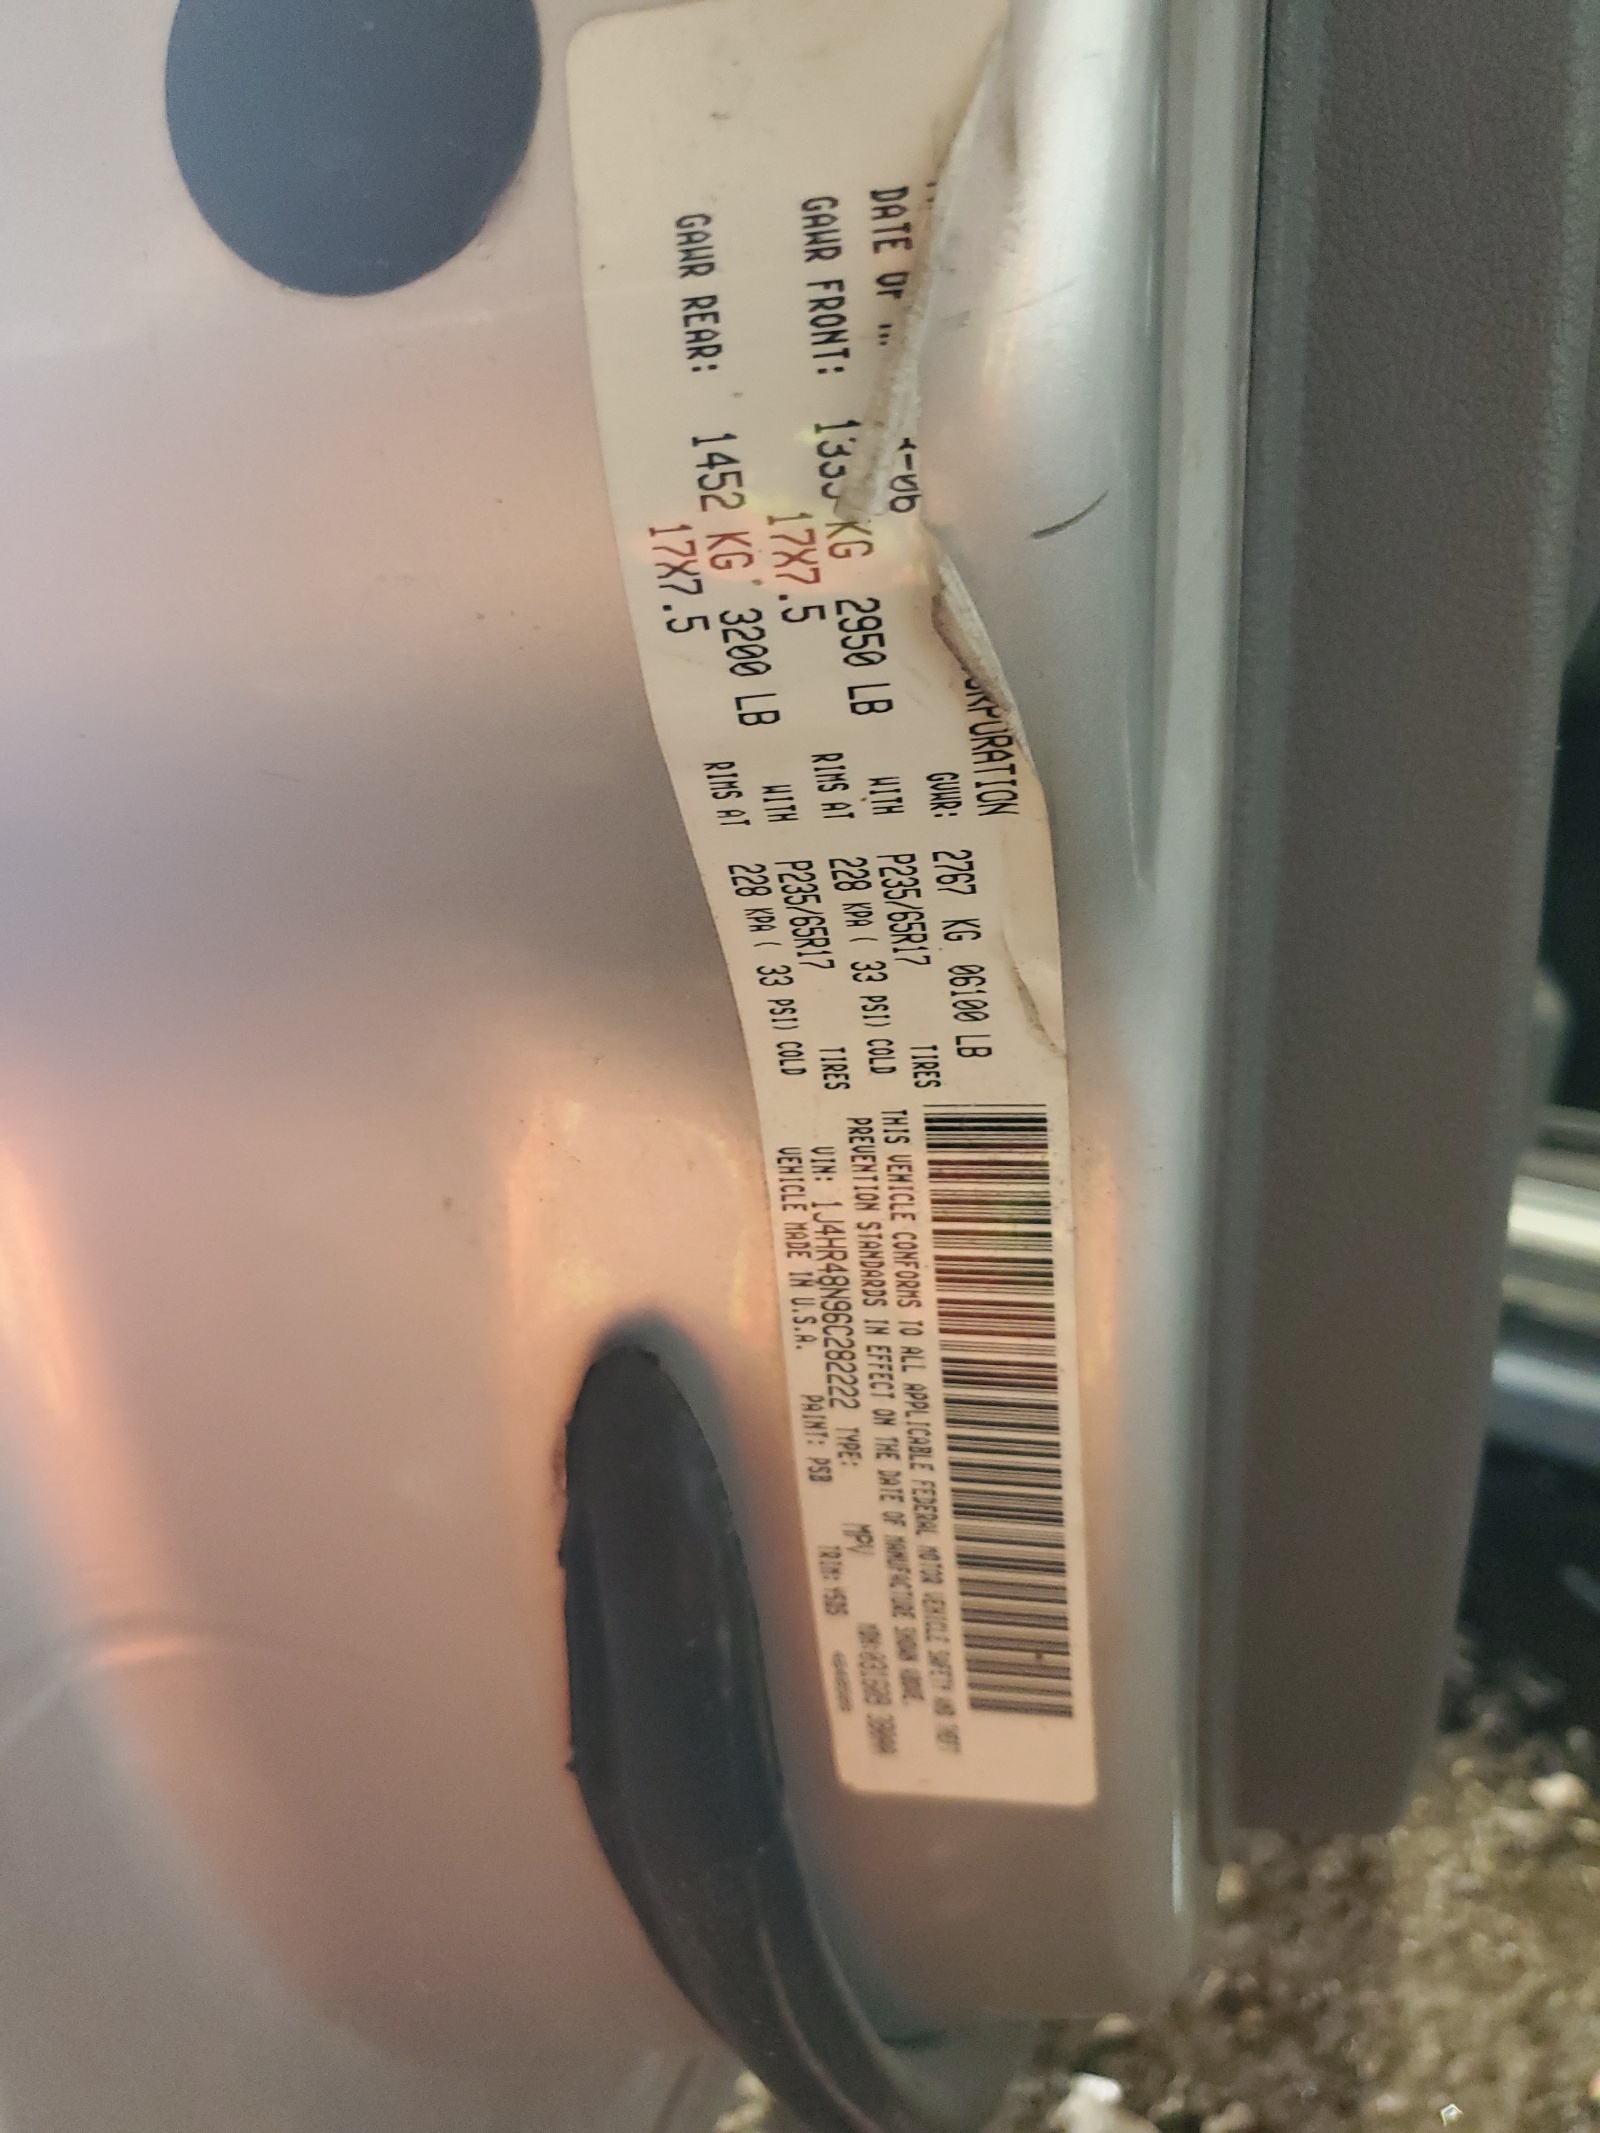 ORPORATION
DATE OF -06 GVWR: 2767 KG 06100 LB
GAWR FRONT: KG 2950 LB WITH P235/65R17 TIRES
17X7.5 RIMS AT 228 KPA ( 33 PSI) COLD
GAWR REAR: 1452 KG 3200 LB WITH P235/65R17 TIRES
17X7.5 RIMS AT 228 KPA ( 33 PSI) COLD
THIS VEHICLE CONFORMS TO ALL APPLICABLE FEDERAL MOTOR VEHICLE SAFETY AND THEFT
PREVENTION STANDARDS IN EFFECT ON THE DATE OF MANUFACTURE SHOWN ABOVE.
VIN: 1J4HR48N96C282222 TYPE: MPV
VEHICLE MADE IN U.S.A. PAINT: PSB TRIM: